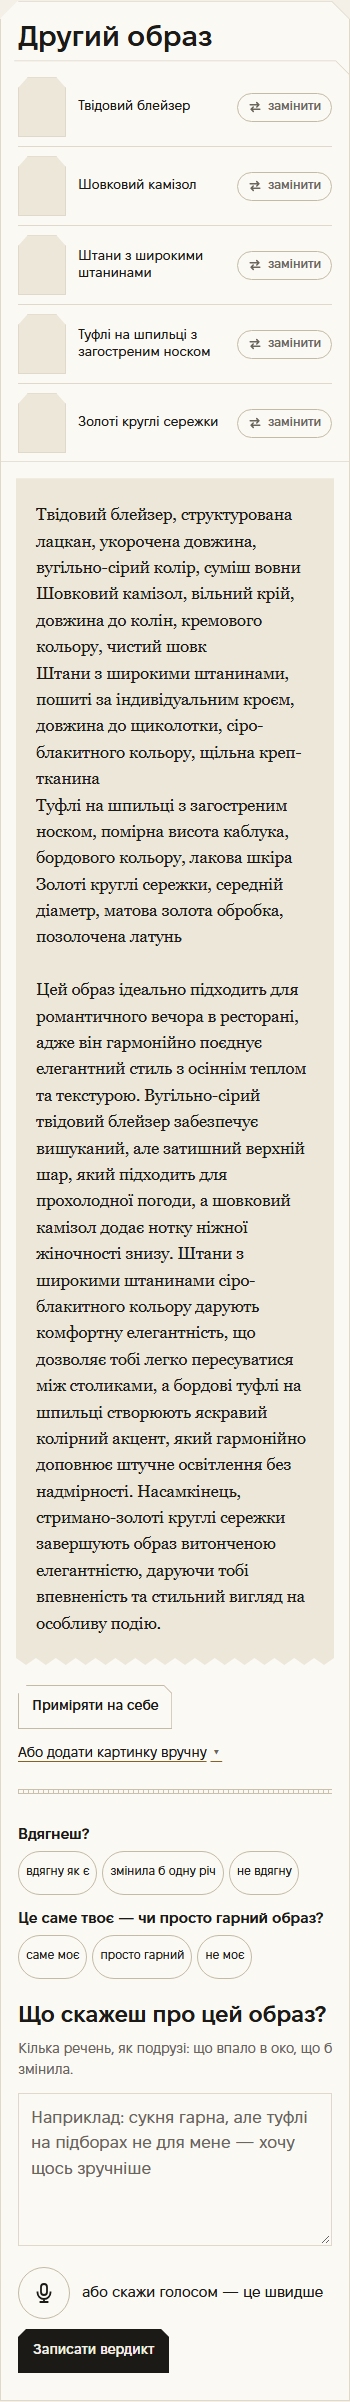 Другий образ
Твідовий блейзер
замінити
Шовковий камізол
замінити
Штани з широкими
штанинами
замінити
Туфлі на шпильці з
загостреним носком
замінити
Золоті круглі сережки
замінити
Твідовий блейзер, структурована
лацкан, укорочена довжина,
вугільно-сірий колір, суміш вовни
Шовковий камізол, вільний крій,
довжина до колін, кремового
кольору, чистий шовк
Штани з широкими штанинами,
пошиті за індивідуальним кроєм,
довжина до щиколотки, сіро-
блакитного кольору, щільна креп-
тканина
Туфлі на шпильці з загостреним
носком, помірна висота каблука,
бордового кольору, лакова шкіра
Золоті круглі сережки, середній
діаметр, матова золота обробка,
позолочена латунь
Цей образ ідеально підходить для
романтичного вечора в ресторані,
адже він гармонійно поєднує
елегантний стиль з осіннім теплом
та текстурою. Вугільно-сірий
твідовий блейзер забезпечує
вишуканий, але затишний верхній
шар, який підходить для
прохолодної погоди, а шовковий
камізол додає нотку ніжної
жіночності знизу. Штани з
широкими штанинами сіро-
блакитного кольору дарують
комфортну елегантність, що
дозволяє тобі легко пересуватися
між столиками, а бордові туфлі на
шпильці створюють яскравий
колірний акцент, який гармонійно
доповнює штучне освітлення без
надмірності. Насамкінець,
стримано-золоті круглі сережки
завершують образ витонченою
елегантністю, даруючи тобі
впевненість та стильний вигляд на
особливу подію.
Приміряти на себе
Або додати картинку вручну
Вдягнеш?
вдягну як є
змінила б одну річ
не вдягну
Це саме твоє — чи просто гарний образ?
саме моє
просто гарний
не моє
Що скажеш про цей образ?
Кілька речень, як подрузі: що впало в око, що б
змінила.
Наприклад: сукня гарна, але туфлі
на підборах не для мене — хочу
щось зручніше
або скажи голосом — це швидше
Записати вердикт